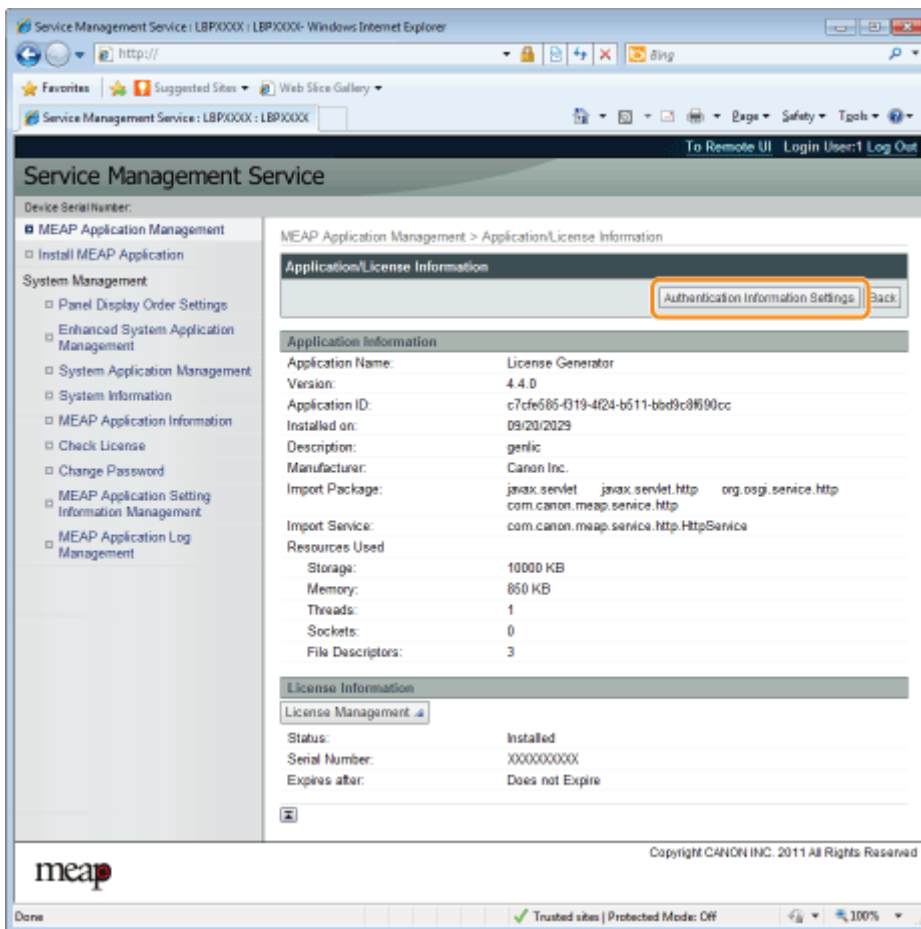 Service Management Service : LBPXXXX : LBPXXXX- Windows Internet Explorer
http://
Bing
Favorites Suggested Sites Web Slice Gallery
Service Management Service : LBPXXXX : LBPXXXX
Page Safety Tools
To Remote UI Login User:1 Log Out
Service Management Service
Device Serial Number:
MEAP Application Management
Install MEAP Application
System Management
Panel Display Order Settings
Enhanced System Application
Management
System Application Management
System Information
MEAP Application Information
Check License
Change Password
MEAP Application Setting
Information Management
MEAP Application Log
Management
MEAP Application Management > Application/License Information
Application/License Information
Authentication Information Settings Back
Application Information
Application Name: License Generator
Version: 4.4.0
Application ID: c7cfe585-f319-4f24-b511-bbd9c8f690cc
Installed on: 09/20/2029
Description: genlic
Manufacturer: Canon Inc.
Import Package: javax.servlet javax.servlet.http org.osgi.service.http
com.canon.meap.service.http
Import Service: com.canon.meap.service.http.HttpService
Resources Used
Storage: 10000 KB
Memory: 850 KB
Threads: 1
Sockets: 0
File Descriptors: 3
License Information
License Management
Status: Installed
Serial Number: XXXXXXXXXX
Expires after: Does not Expire
Copyright CANON INC. 2011 All Rights Reserved
meap
Done Trusted sites | Protected Mode: Off 100%